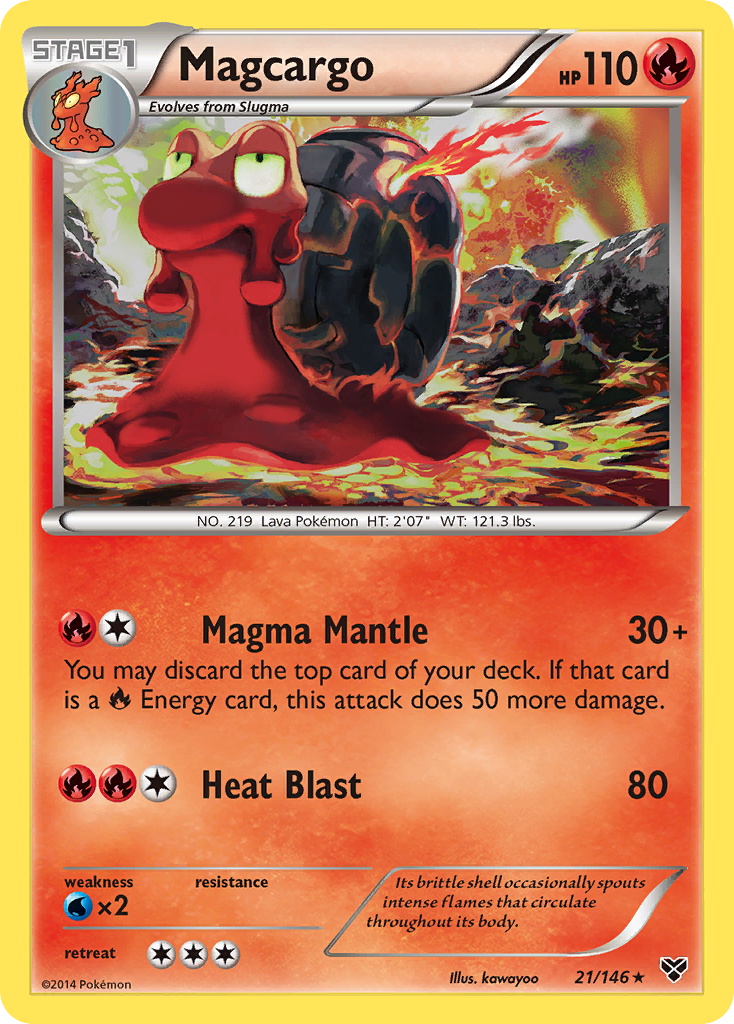 STAGE1
Magcargo
HP110
Evolves from Slugma
NO. 219 Lava Pokémon HT: 2'07" WT: 121.3 lbs.
Magma Mantle 30+
You may discard the top card of your deck. If that card
is a Energy card, this attack does 50 more damage.
Heat Blast 80
weakness resistance
×2
retreat
Its brittle shell occasionally spouts
intense flames that circulate
throughout its body.
©2014 Pokémon
Illus. kawayoo
21/146 ★